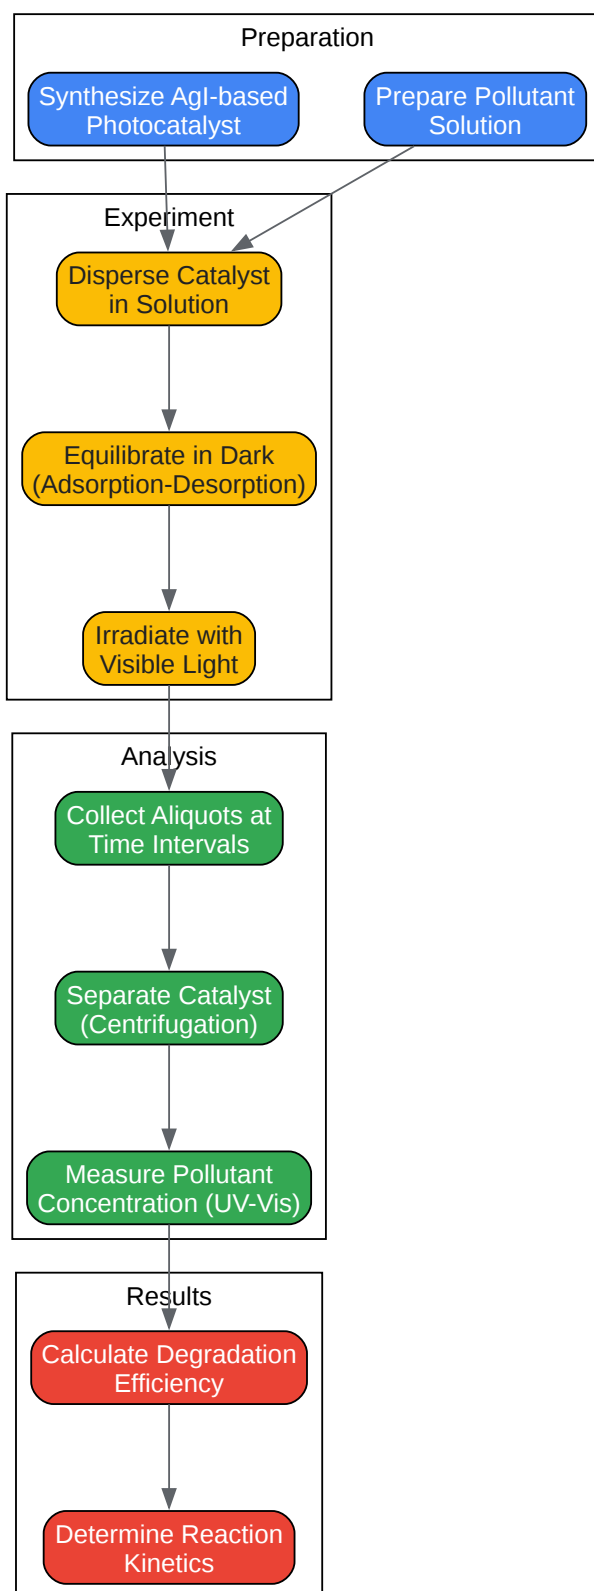 Preparation
Synthesize AgI-based
Photocatalyst
Prepare Pollutant
Solution
Experiment
Disperse Catalyst
in Solution
Equilibrate in Dark
(Adsorption-Desorption)
Irradiate with
Visible Light
Analysis
Collect Aliquots at
Time Intervals
Separate Catalyst
(Centrifugation)
Measure Pollutant
Concentration (UV-Vis)
Results
Calculate Degradation
Efficiency
Determine Reaction
Kinetics